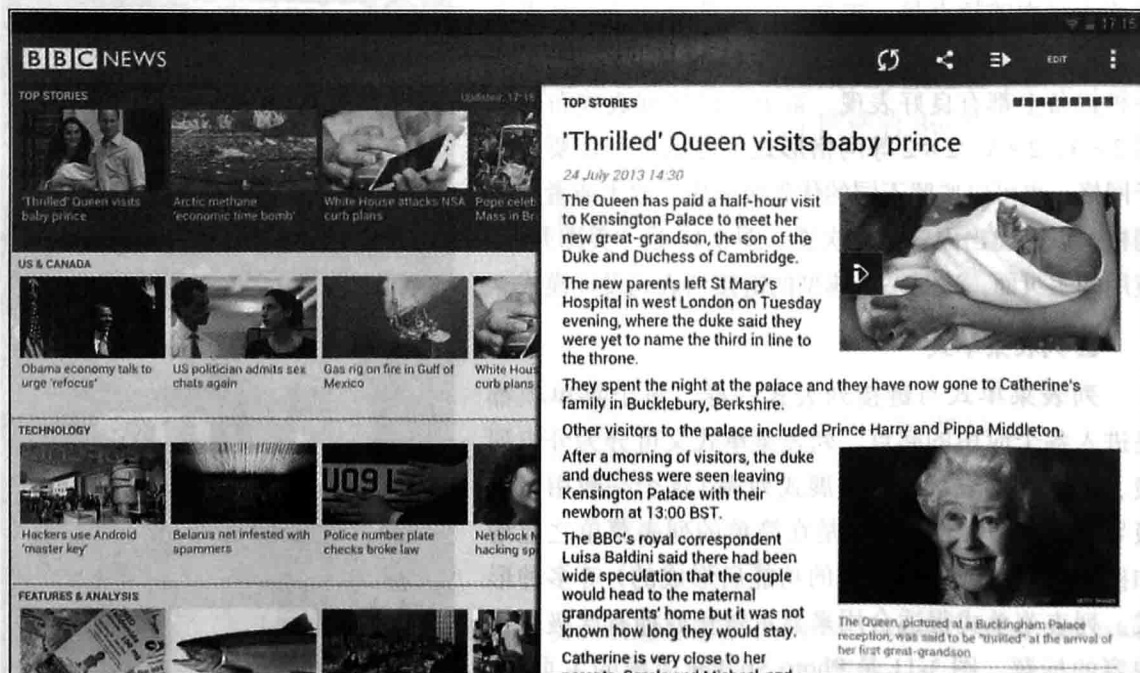 17:15
BBC NEWS
EDIT
TOP STORIES
Updated: 17:15
'Thrilled' Queen visits
baby prince
Arctic methane
'economic time bomb'
White House attacks NSA
curb plans
Pope celeb
Mass in Br
US & CANADA
Obama economy talk to
urge 'refocus'
US politician admits sex
chats again
Gas rig on fire in Gulf of
Mexico
White Hous
curb plans
TECHNOLOGY
UO9 L
Hackers use Android
'master key'
Belarus net infested with
spammers
Police number plate
checks broke law
Net block M
hacking sp
FEATURES & ANALYSIS
TOP STORIES
'Thrilled' Queen visits baby prince
24 July 2013 14:30
The Queen has paid a half-hour visit
to Kensington Palace to meet her
new great-grandson, the son of the
Duke and Duchess of Cambridge.
The new parents left St Mary's
Hospital in west London on Tuesday
evening, where the duke said they
were yet to name the third in line to
the throne.
They spent the night at the palace and they have now gone to Catherine's
family in Bucklebury, Berkshire.
Other visitors to the palace included Prince Harry and Pippa Middleton.
After a morning of visitors, the duke
and duchess were seen leaving
Kensington Palace with their
newborn at 13:00 BST.
The BBC's royal correspondent
Luisa Baldini said there had been
wide speculation that the couple
would head to the maternal
grandparents' home but it was not
known how long they would stay.
Catherine is very close to her
GETTY IMAGES
The Queen, pictured at a Buckingham Palace
reception, was said to be "thrilled" at the arrival of
her first great-grandson